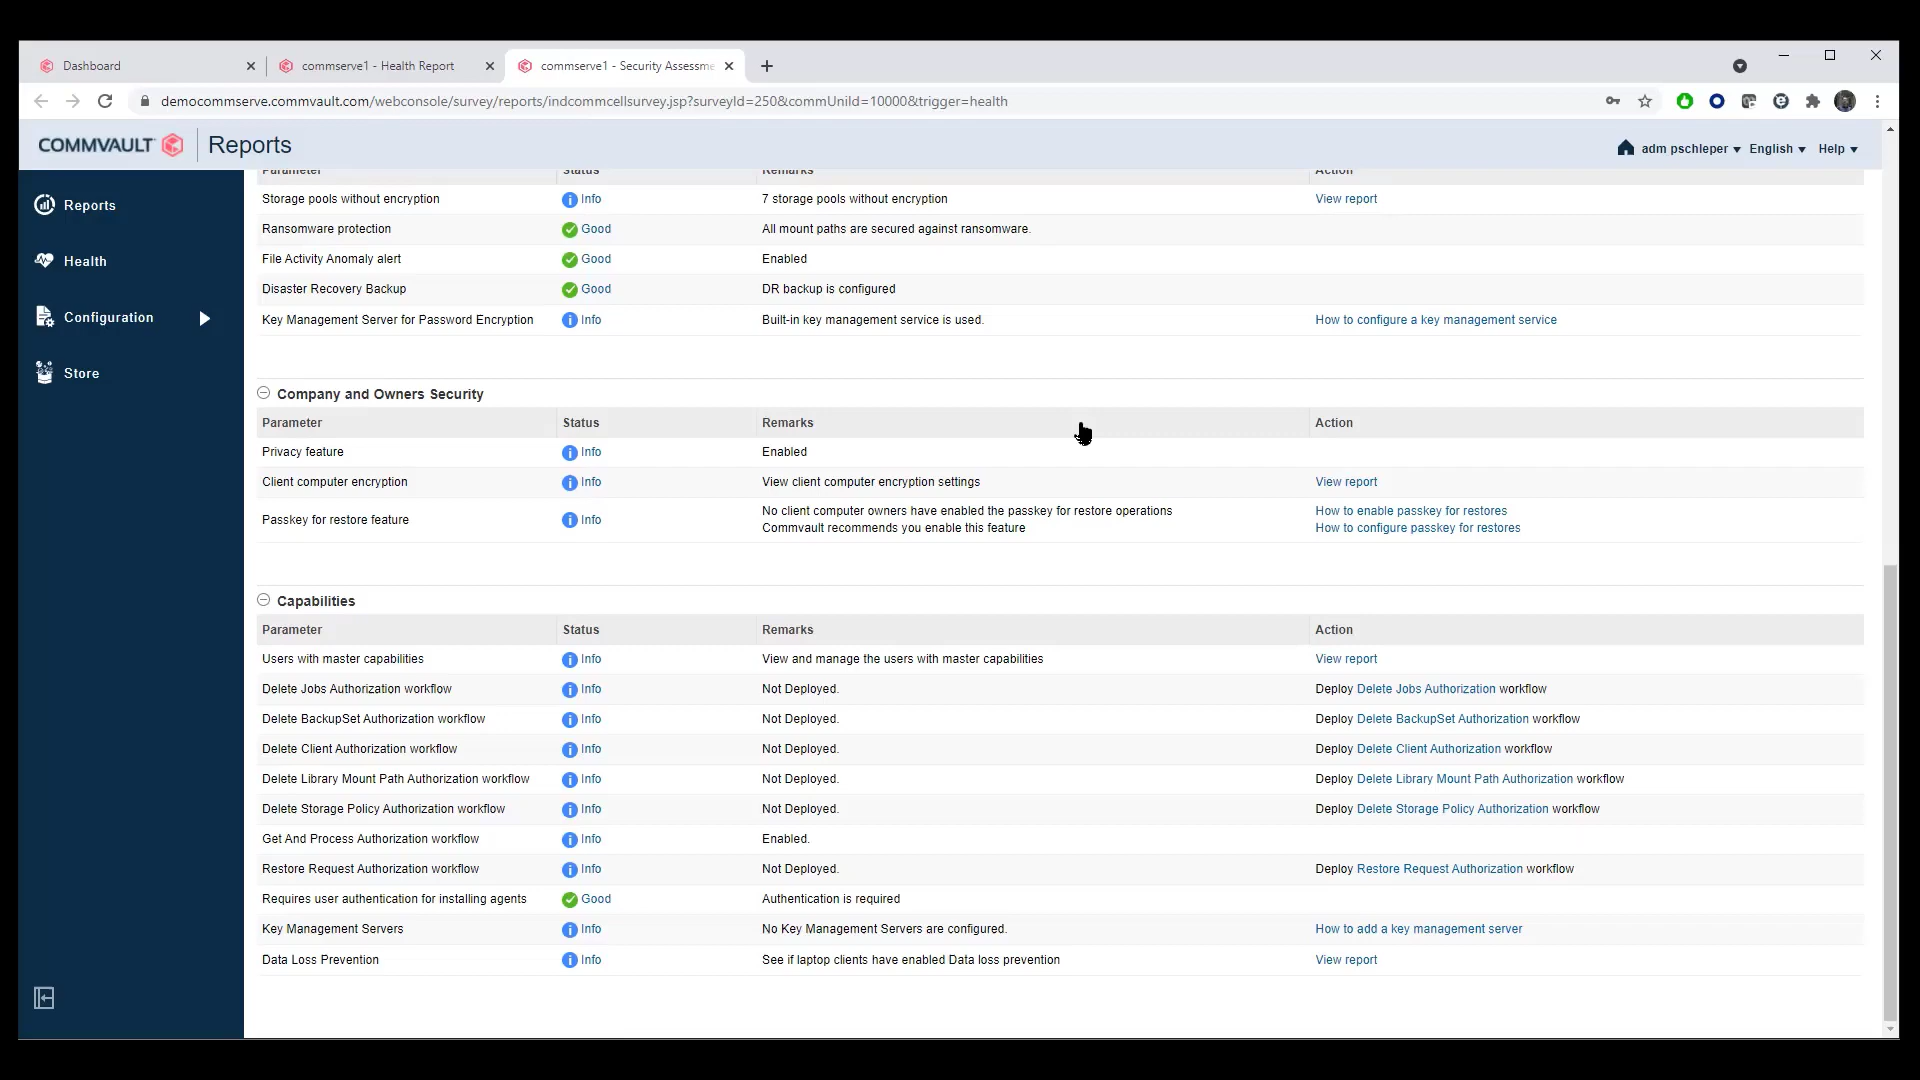 Dashboard
commserve1 - Health Report
commserve1 - Security Assessme
democommserve.commvault.com/webconsole/survey/reports/indcommcellsurvey.jsp?surveyId=250&commUniId=10000&trigger=health
COMMVAULT Reports
adm pschleper English Help
Reports
Health
Configuration
Store
Parameter Status Remarks Action
Storage pools without encryption Info 7 storage pools without encryption View report
Ransomware protection Good All mount paths are secured against ransomware.
File Activity Anomaly alert Good Enabled
Disaster Recovery Backup Good DR backup is configured
Key Management Server for Password Encryption Info Built-in key management service is used. How to configure a key management service
Company and Owners Security
Parameter Status Remarks Action
Privacy feature Info Enabled
Client computer encryption Info View client computer encryption settings View report
Passkey for restore feature Info No client computer owners have enabled the passkey for restore operations How to enable passkey for restores
Commvault recommends you enable this feature How to configure passkey for restores
Capabilities
Parameter Status Remarks Action
Users with master capabilities Info View and manage the users with master capabilities View report
Delete Jobs Authorization workflow Info Not Deployed. Deploy Delete Jobs Authorization workflow
Delete BackupSet Authorization workflow Info Not Deployed. Deploy Delete BackupSet Authorization workflow
Delete Client Authorization workflow Info Not Deployed. Deploy Delete Client Authorization workflow
Delete Library Mount Path Authorization workflow Info Not Deployed. Deploy Delete Library Mount Path Authorization workflow
Delete Storage Policy Authorization workflow Info Not Deployed. Deploy Delete Storage Policy Authorization workflow
Get And Process Authorization workflow Info Enabled.
Restore Request Authorization workflow Info Not Deployed. Deploy Restore Request Authorization workflow
Requires user authentication for installing agents Good Authentication is required
Key Management Servers Info No Key Management Servers are configured. How to add a key management server
Data Loss Prevention Info See if laptop clients have enabled Data loss prevention View report